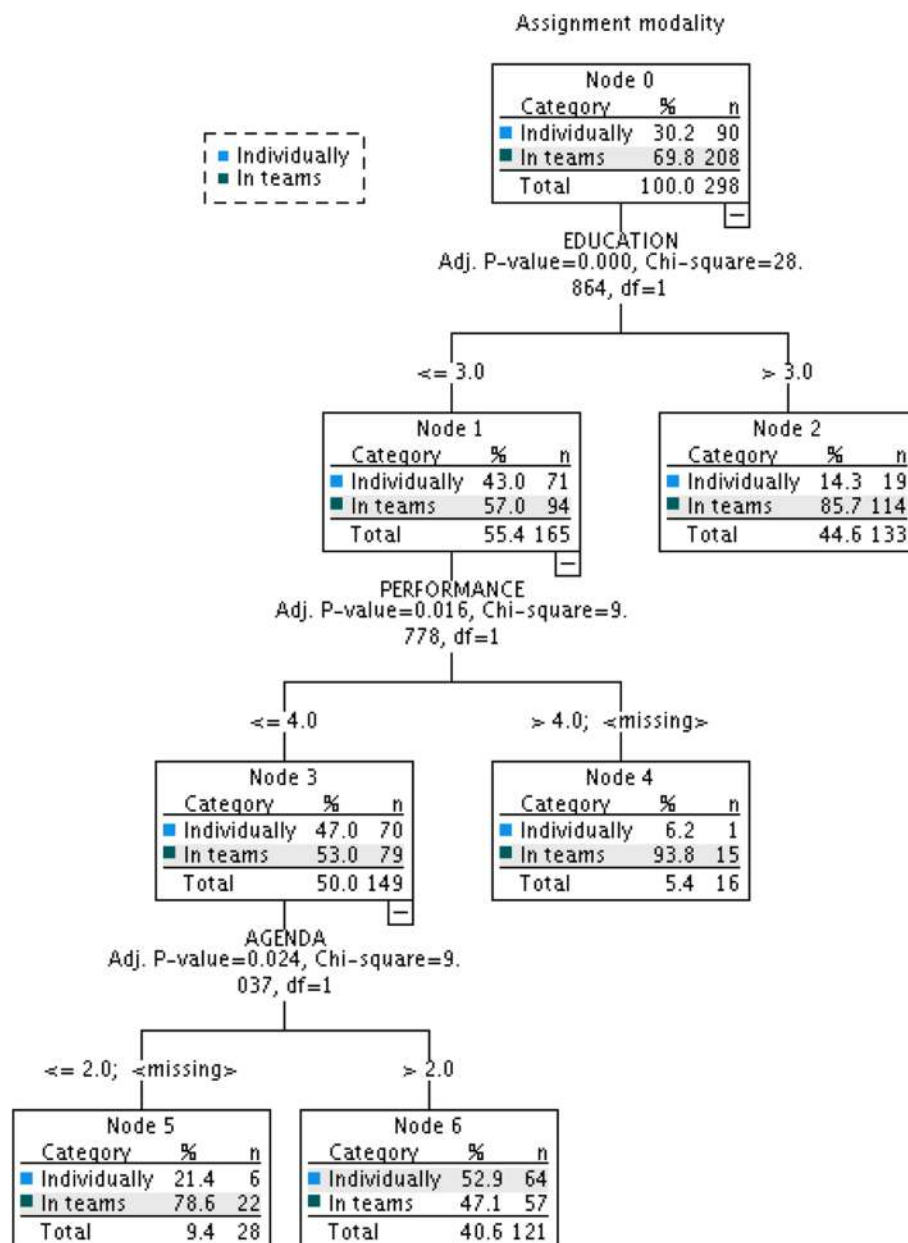 Assignment modality
Node 0
Category % n
Individually 30.2 90
In teams 69.8 208
Total 100.0 298
Individually
In teams
EDUCATION
Adj. P-value=0.000, Chi-square=28.
864, df=1
<= 3.0
> 3.0
Node 1
Category % n
Individually 43.0 71
In teams 57.0 94
Total 55.4 165
Node 2
Category % n
Individually 14.3 19
In teams 85.7 114
Total 44.6 133
PERFORMANCE
Adj. P-value=0.016, Chi-square=9.
778, df=1
<= 4.0
> 4.0; <missing>
Node 3
Category % n
Individually 47.0 70
In teams 53.0 79
Total 50.0 149
Node 4
Category % n
Individually 6.2 1
In teams 93.8 15
Total 5.4 16
AGENDA
Adj. P-value=0.024, Chi-square=9.
037, df=1
<= 2.0; <missing>
> 2.0
Node 5
Category % n
Individually 21.4 6
In teams 78.6 22
Total 9.4 28
Node 6
Category % n
Individually 52.9 64
In teams 47.1 57
Total 40.6 121